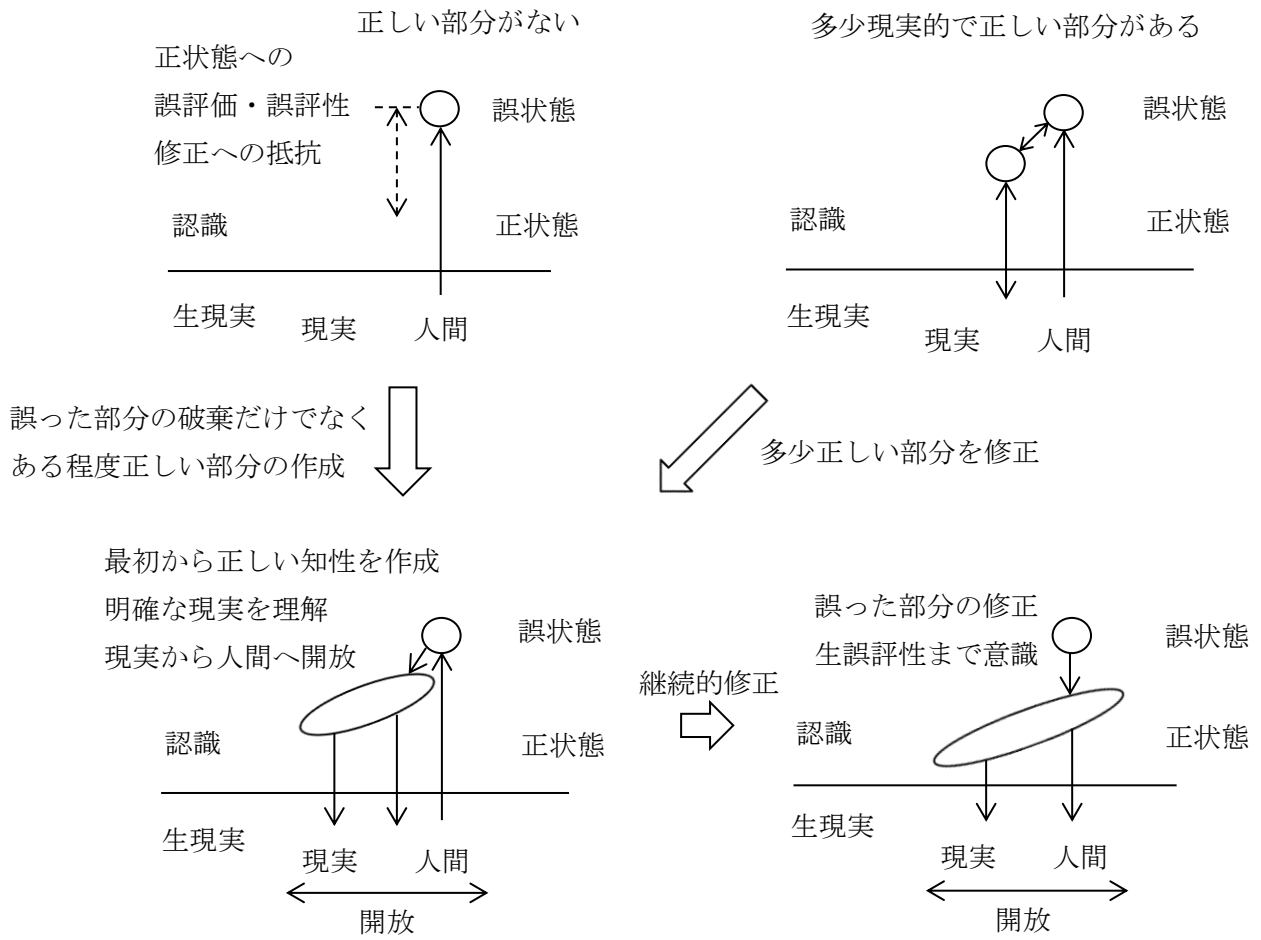 正しい部分がない
正状態への
誤評価・誤評性
修正への抵抗
誤状態
認識
正状態
生現実
現実
人間
多少現実的で正しい部分がある
誤状態
認識
正状態
生現実
現実
人間
誤った部分の破棄だけでなく
ある程度正しい部分の作成
多少正しい部分を修正
最初から正しい知性を作成
明確な現実を理解
現実から人間へ開放
誤状態
認識
正状態
生現実
現実
人間
開放
継続的修正
誤った部分の修正
生誤評性まで意識
誤状態
認識
正状態
生現実
現実
人間
開放